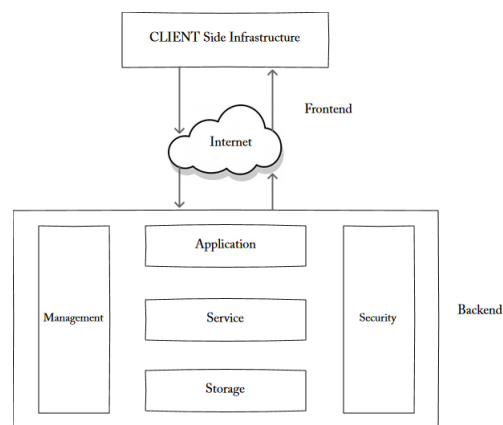 CLIENT Side Infrastructure
Frontend
Internet
Application
Management
Service
Security
Backend
Storage